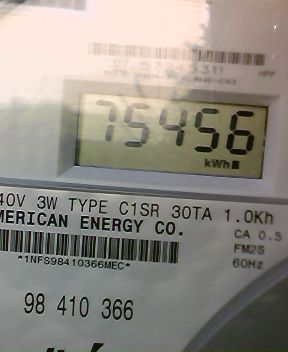 75456
kWh
40V 3W TYPE C1SR 30TA 1.0Kh
MERICAN ENERGY CO.
CA 0.5
FM2S
60Hz
*1NFS98410366MEC*
98 410 366